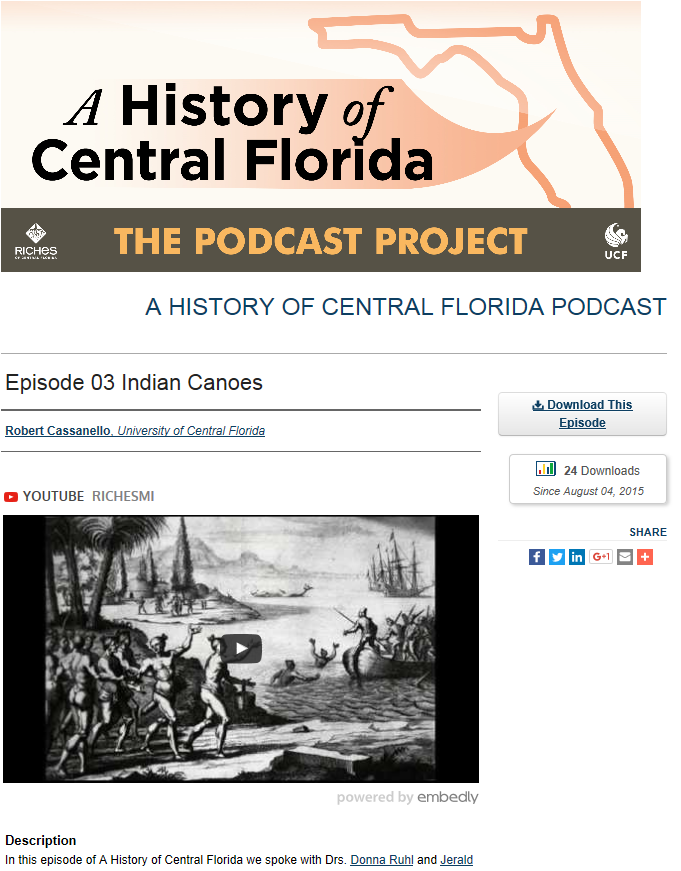 A History of
Central Florida
RICHES
OF CENTRAL FLORIDA
THE PODCAST PROJECT
UCF
A HISTORY OF CENTRAL FLORIDA PODCAST
Episode 03 Indian Canoes
Robert Cassanello, University of Central Florida
Download This
Episode
24 Downloads
Since August 04, 2015
SHARE
G+1
YOUTUBE RICHESMI
powered by embedly
Description
In this episode of A History of Central Florida we spoke with Drs. Donna Ruhl and Jerald